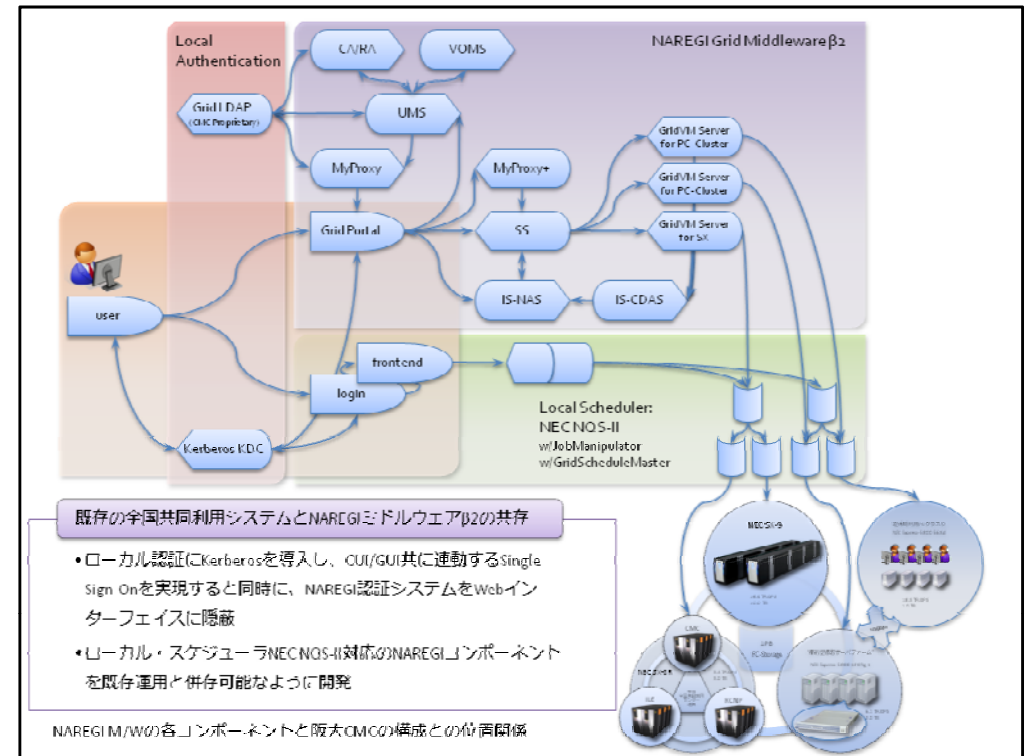 Local
Authentication
NAREGI Grid Middleware β2
CA/RA
VOMS
Grid LDAP
(CMC Proprietary)
UMS
MyProxy
MyProxy+
GridVM Server
for PC-Cluster
GridVM Server
for PC-Cluster
GridVM Server
for SX
Grid Portal
SS
IS-NAS
IS-CDAS
user
frontend
login
Kerberos KDC
Local Scheduler:
NEC NQS-II
w/JobManipulator
w/GridScheduleMaster
既存の全国共同利用システムとNAREGIミドルウェアβ2の共存
•ローカル認証にKerberosを導入し、CUI/GUI共に連動するSingle
Sign Onを実現すると同時に、NAREGI認証システムをWebイン
ターフェイスに隠蔽
•ローカル・スケジューラNEC NQS-II対応のNAREGIコンポーネント
を既存運用と併存可能なように開発
NAREGI M/Wの各コンポーネントと阪大CMCの構成との位置関係
NEC SX-9
CMC